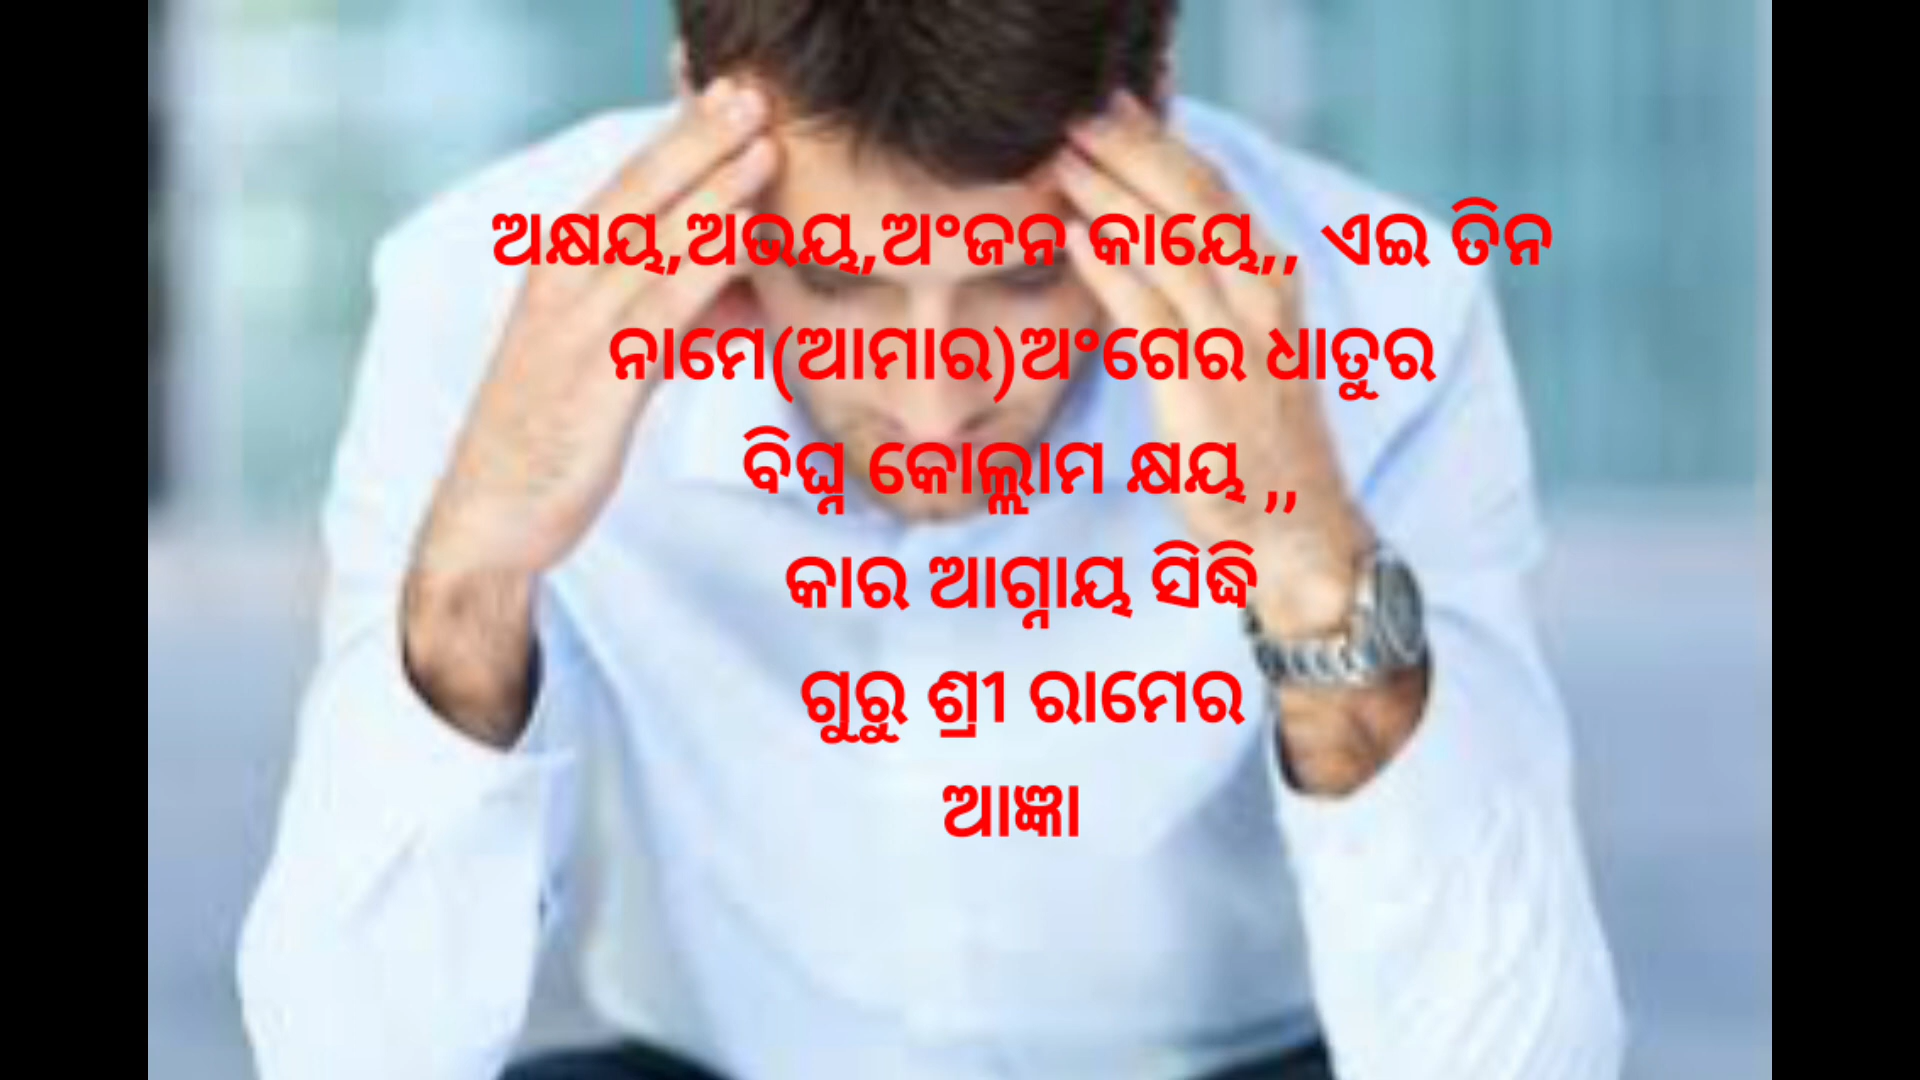 ଅକ୍ଷୟ,ଅଭୟ,ଅଂଜନ କାୟେ,, ଏଇ ତିନ
ନାମେ(ଆମାର)ଅଂଗେର ଧାତୁର
ବିଘ୍ନ କୋଲ୍ଲାମ କ୍ଷୟ ,,
କାର ଆଗ୍ନାୟ ସିଦ୍ଧି
ଗୁରୁ ଶ୍ରୀ ରାମେର
ଆଜ୍ଞା